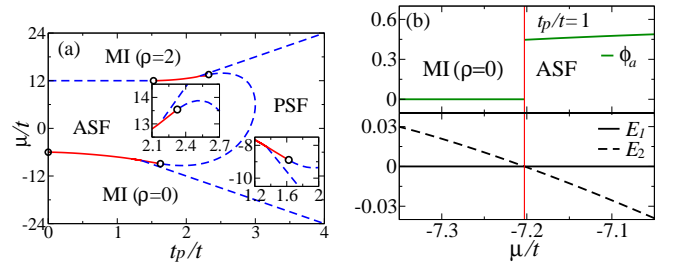 (a)
MI (ρ=2)
ASF
PSF
MI (ρ=0)
μ/t
24
12
0
-12
-24
0 1 2 3 4
t_p/t
14
13
2.1 2.4 2.7
-8
-10
1.2 1.6 2
(b)
t_p/t=1
0.6
0.3
0
MI (ρ=0) ASF
ϕ_a
0.03
0
-0.03
E_1
E_2
-7.3 -7.2 -7.1
μ/t